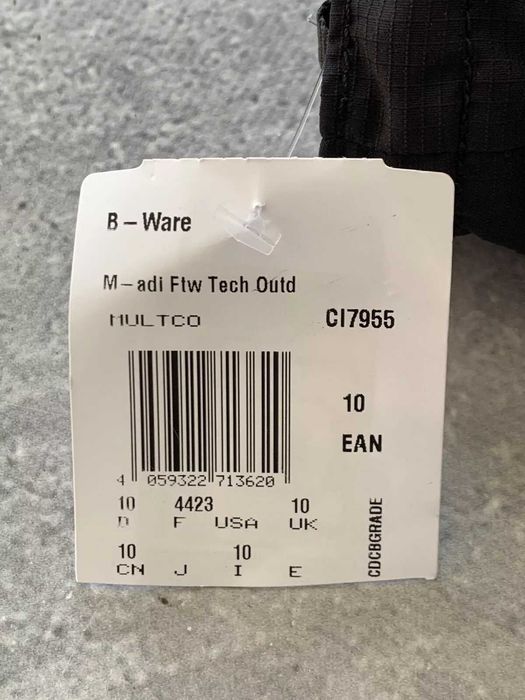 B – Ware
M – adi Ftw Tech Outd
MULTCO CI7955
10
EAN
4 059322 713620
10 4423 10
D F USA UK
10 10
CN J I E
CDCBGRADE